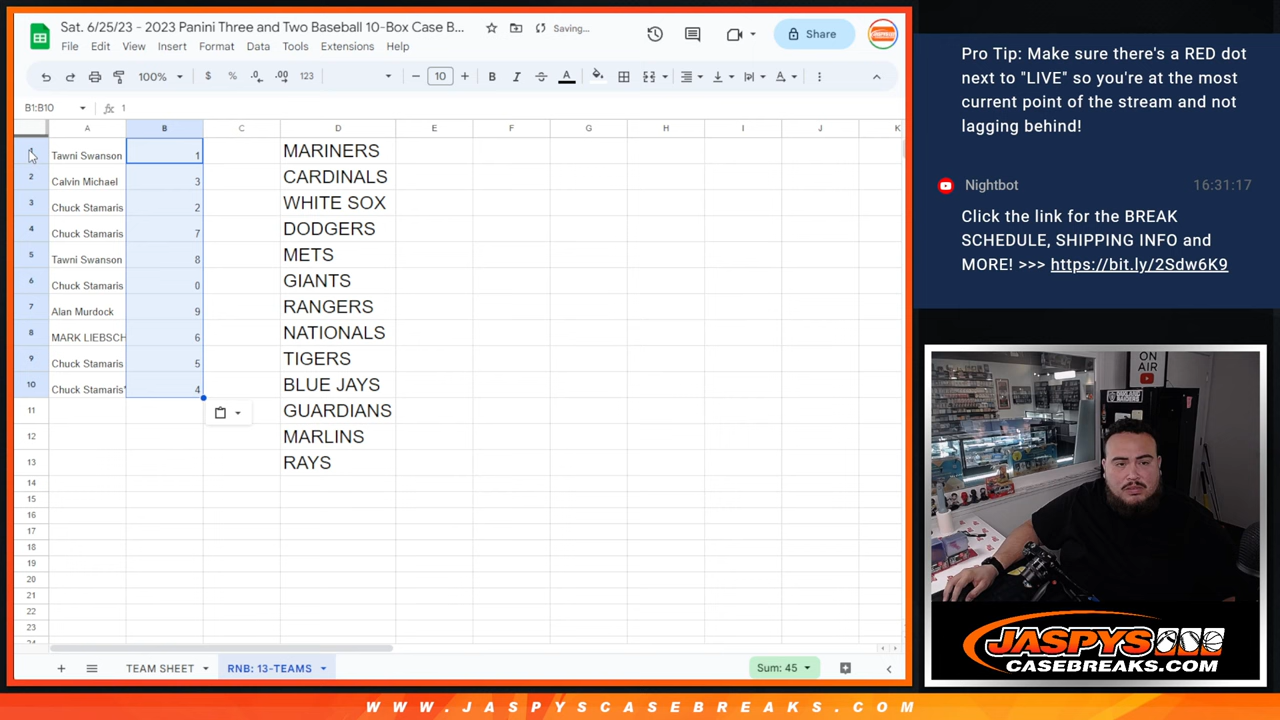 Sat. 6/25/23 - 2023 Panini Three and Two Baseball 10-Box Case B...
Saving...
Share
File Edit View Insert Format Data Tools Extensions Help
100% $ % .0 .00 123 10 B I S A
B1:B10 fx 1
A B C D E F G H I J K
1 Tawni Swanson 1 MARINERS
2 Calvin Michael 3 CARDINALS
3 Chuck Stamaris 2 WHITE SOX
4 Chuck Stamaris 7 DODGERS
5 Tawni Swanson 8 METS
6 Chuck Stamaris 0 GIANTS
7 Alan Murdock 9 RANGERS
8 MARK LIEBSCH 6 NATIONALS
9 Chuck Stamaris 5 TIGERS
10 Chuck Stamaris* 4 BLUE JAYS
11 GUARDIANS
12 MARLINS
13 RAYS
14
15
16
17
18
19
20
21
22
23
TEAM SHEET RNB: 13-TEAMS Sum: 45
Pro Tip: Make sure there's a RED dot
next to "LIVE" so you're at the most
current point of the stream and not
lagging behind!
Nightbot 16:31:17
Click the link for the BREAK
SCHEDULE, SHIPPING INFO and
MORE! >>> https://bit.ly/2Sdw6K9
ON
AIR
JASPYS
CASEBREAKS.COM
WWW.JASPYSCASEBREAKS.COM